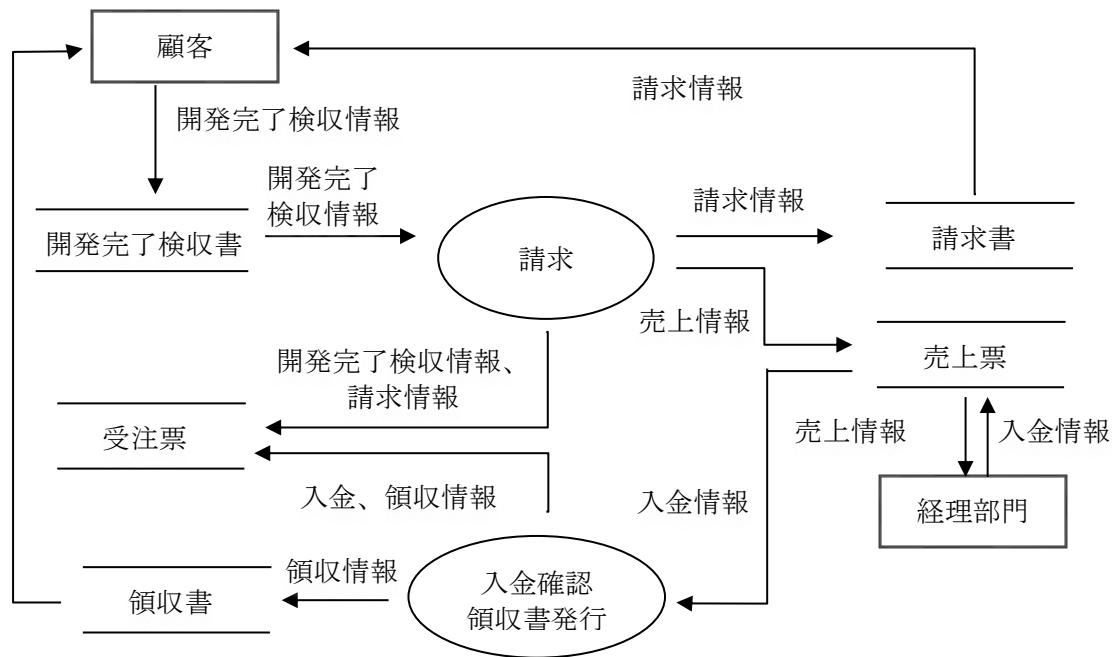 顧客
請求情報
開発完了検収情報
開発完了
検収情報
請求情報
開発完了検収書
請求
請求書
売上情報
売上票
開発完了検収情報、
請求情報
受注票
売上情報
入金情報
入金、領収情報
入金情報
経理部門
領収情報
領収書
入金確認
領収書発行